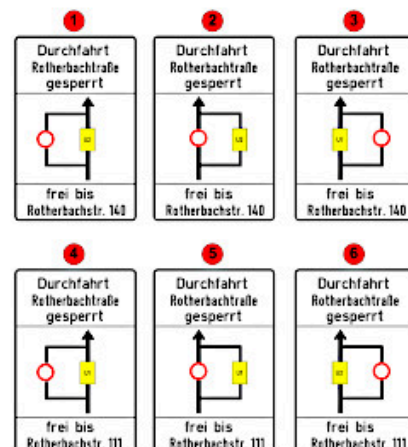 1
2
3
Durchfahrt
Rotherbachtraße
gesperrt
frei bis
Rotherbachstr. 140
Durchfahrt
Rotherbachtraße
gesperrt
frei bis
Rotherbachstr. 140
Durchfahrt
Rotherbachtraße
gesperrt
U1
frei bis
Rotherbachstr. 140
4
5
6
Durchfahrt
Rotherbachtraße
gesperrt
U1
frei bis
Rotherbachstr. 111
Durchfahrt
Rotherbachtraße
gesperrt
frei bis
Rotherbachstr. 111
Durchfahrt
Rotherbachtraße
gesperrt
frei bis
Rotherbachstr. 111